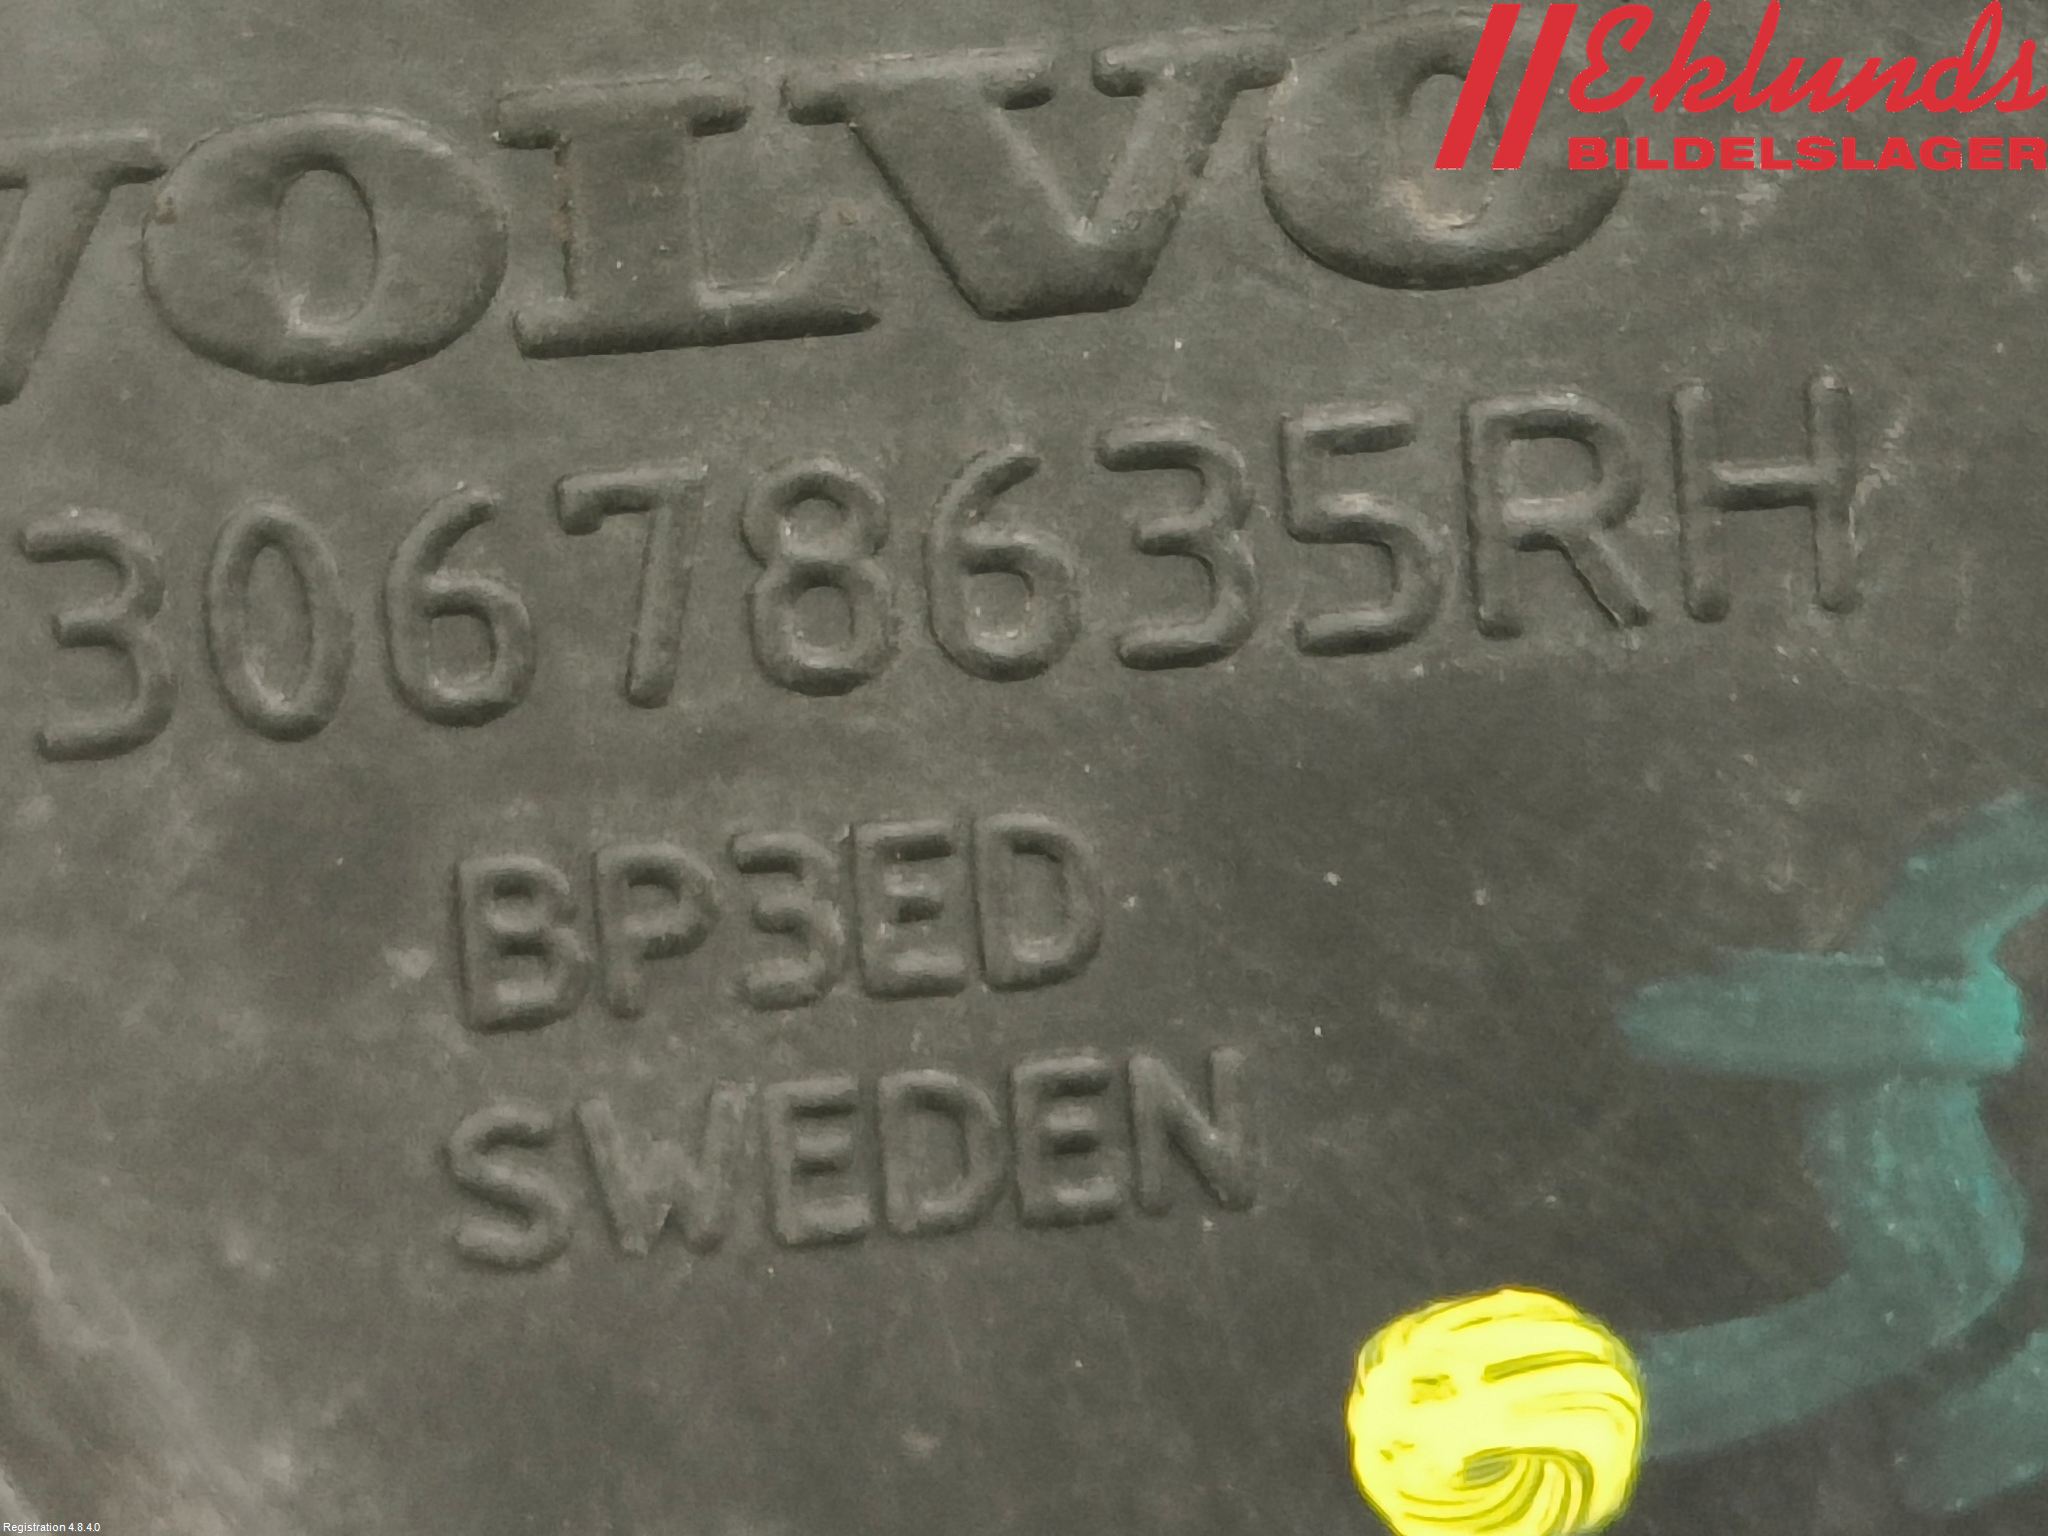 Eklunds
BILDELSLAGER
VOLVO
30678635RH
BP3ED
SWEDEN
Registration 4.8.4.0